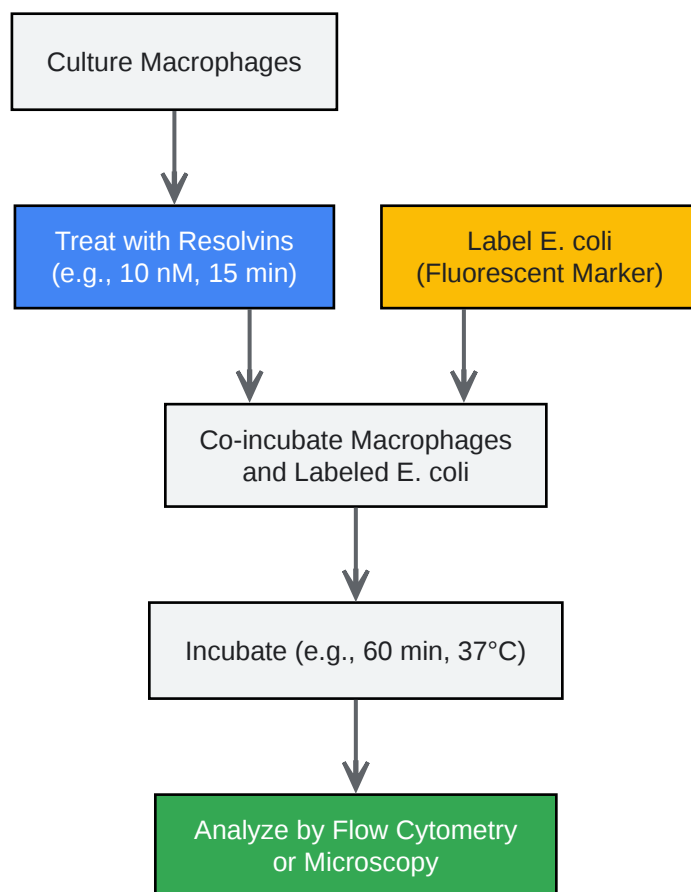 Culture Macrophages
Treat with Resolvins
(e.g., 10 nM, 15 min)
Label E. coli
(Fluorescent Marker)
Co-incubate Macrophages
and Labeled E. coli
Incubate (e.g., 60 min, 37°C)
Analyze by Flow Cytometry
or Microscopy